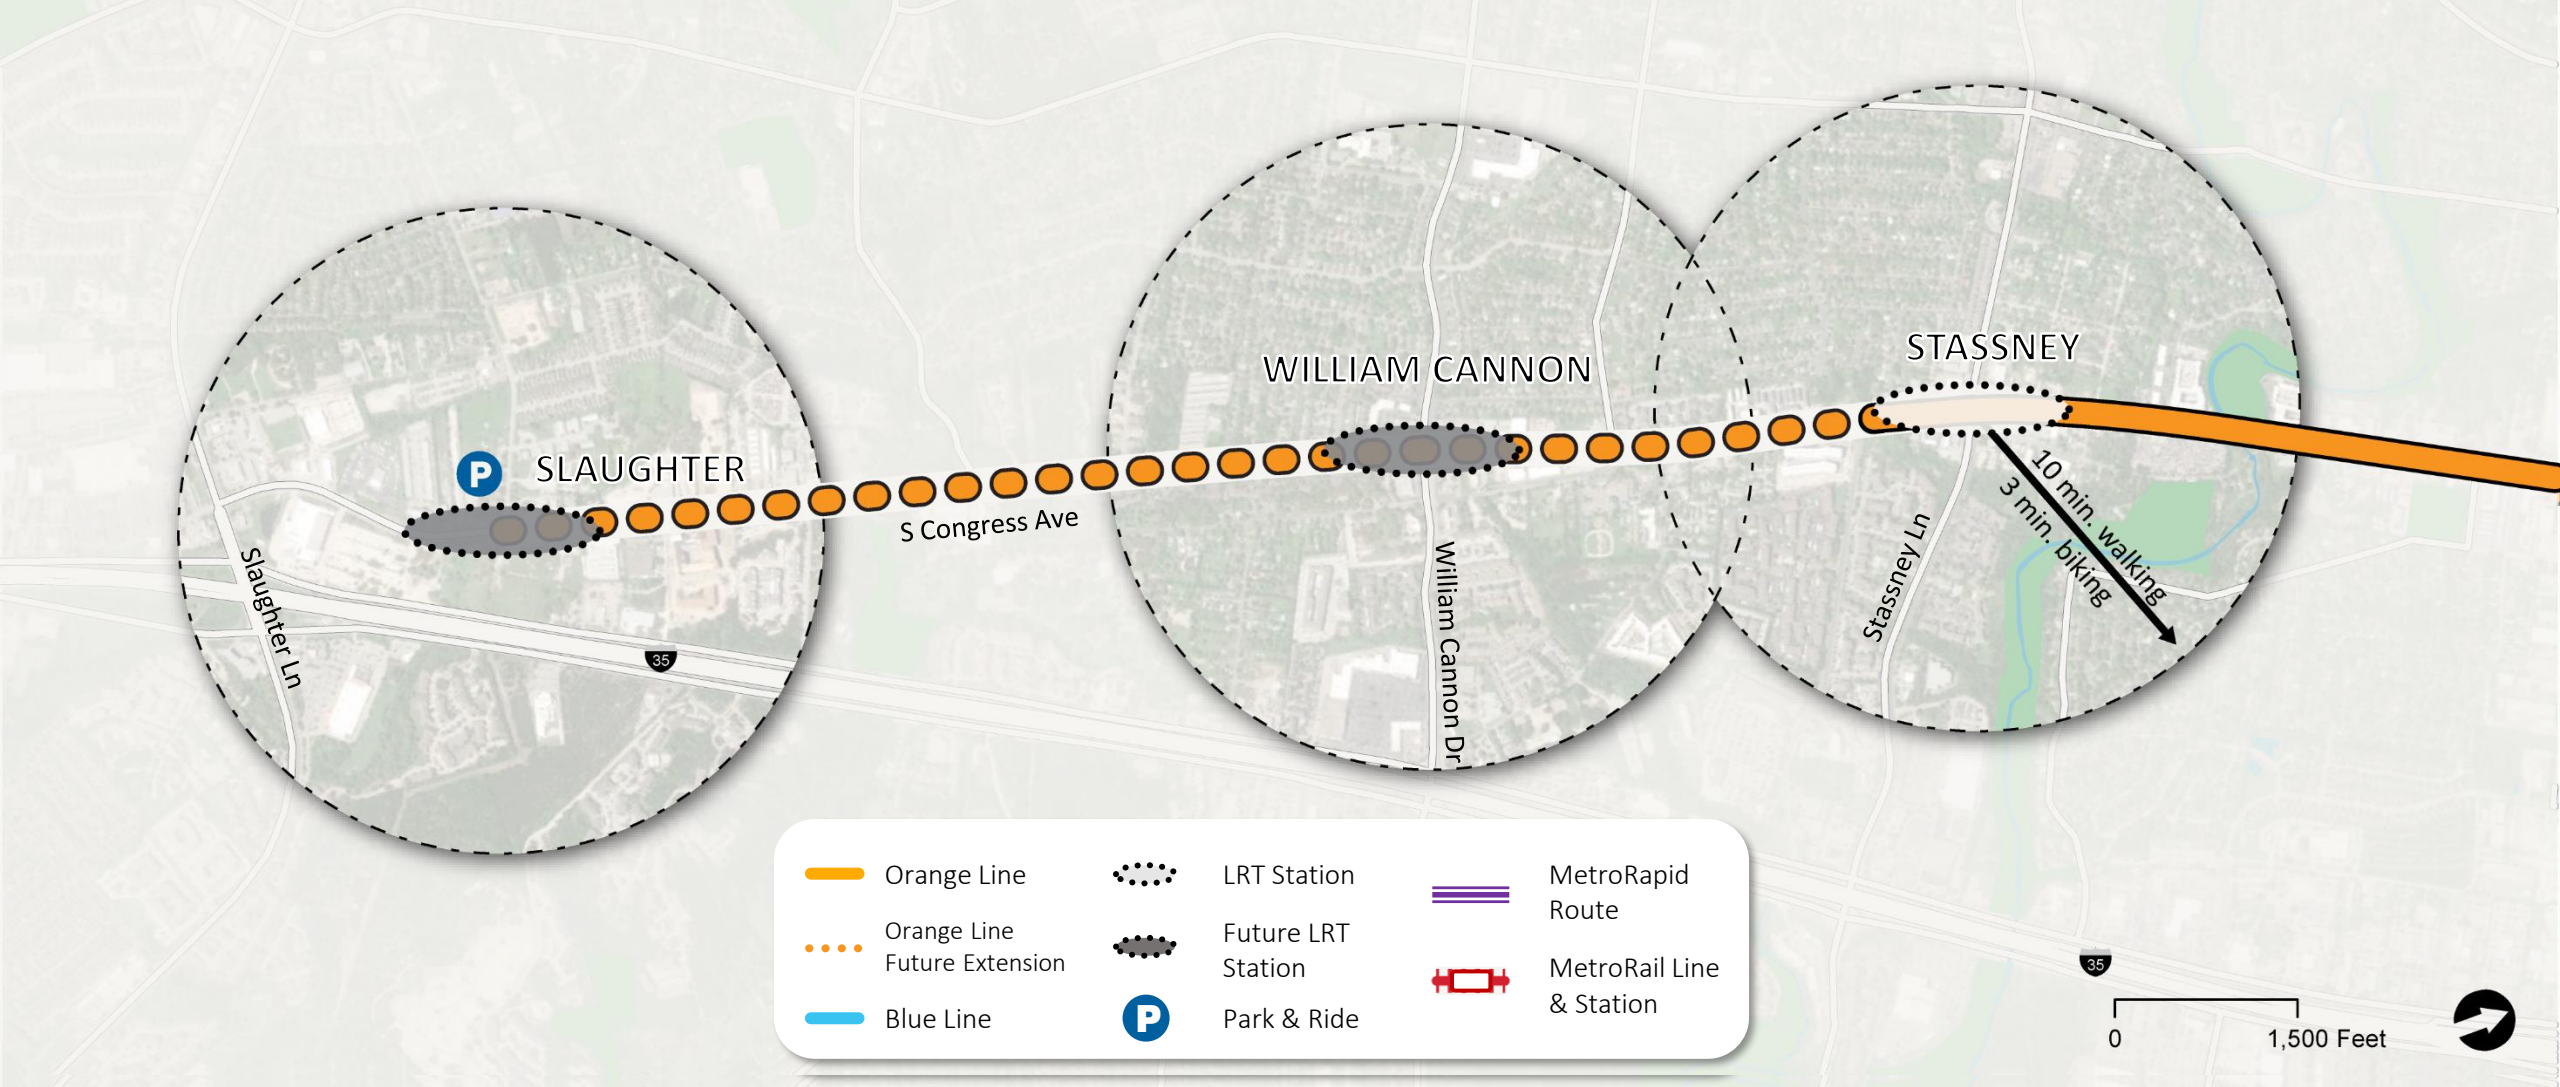 STASSNEY
WILLIAM CANNON
P
SLAUGHTER
S Congress Ave
10 min. walking
3 min. biking
Slaughter Ln
William Cannon Dr
Stassney Ln
35
Orange Line
Orange Line
Future Extension
Blue Line
LRT Station
Future LRT
Station
P
Park & Ride
MetroRapid
Route
MetroRail Line
& Station
35
0
1,500 Feet